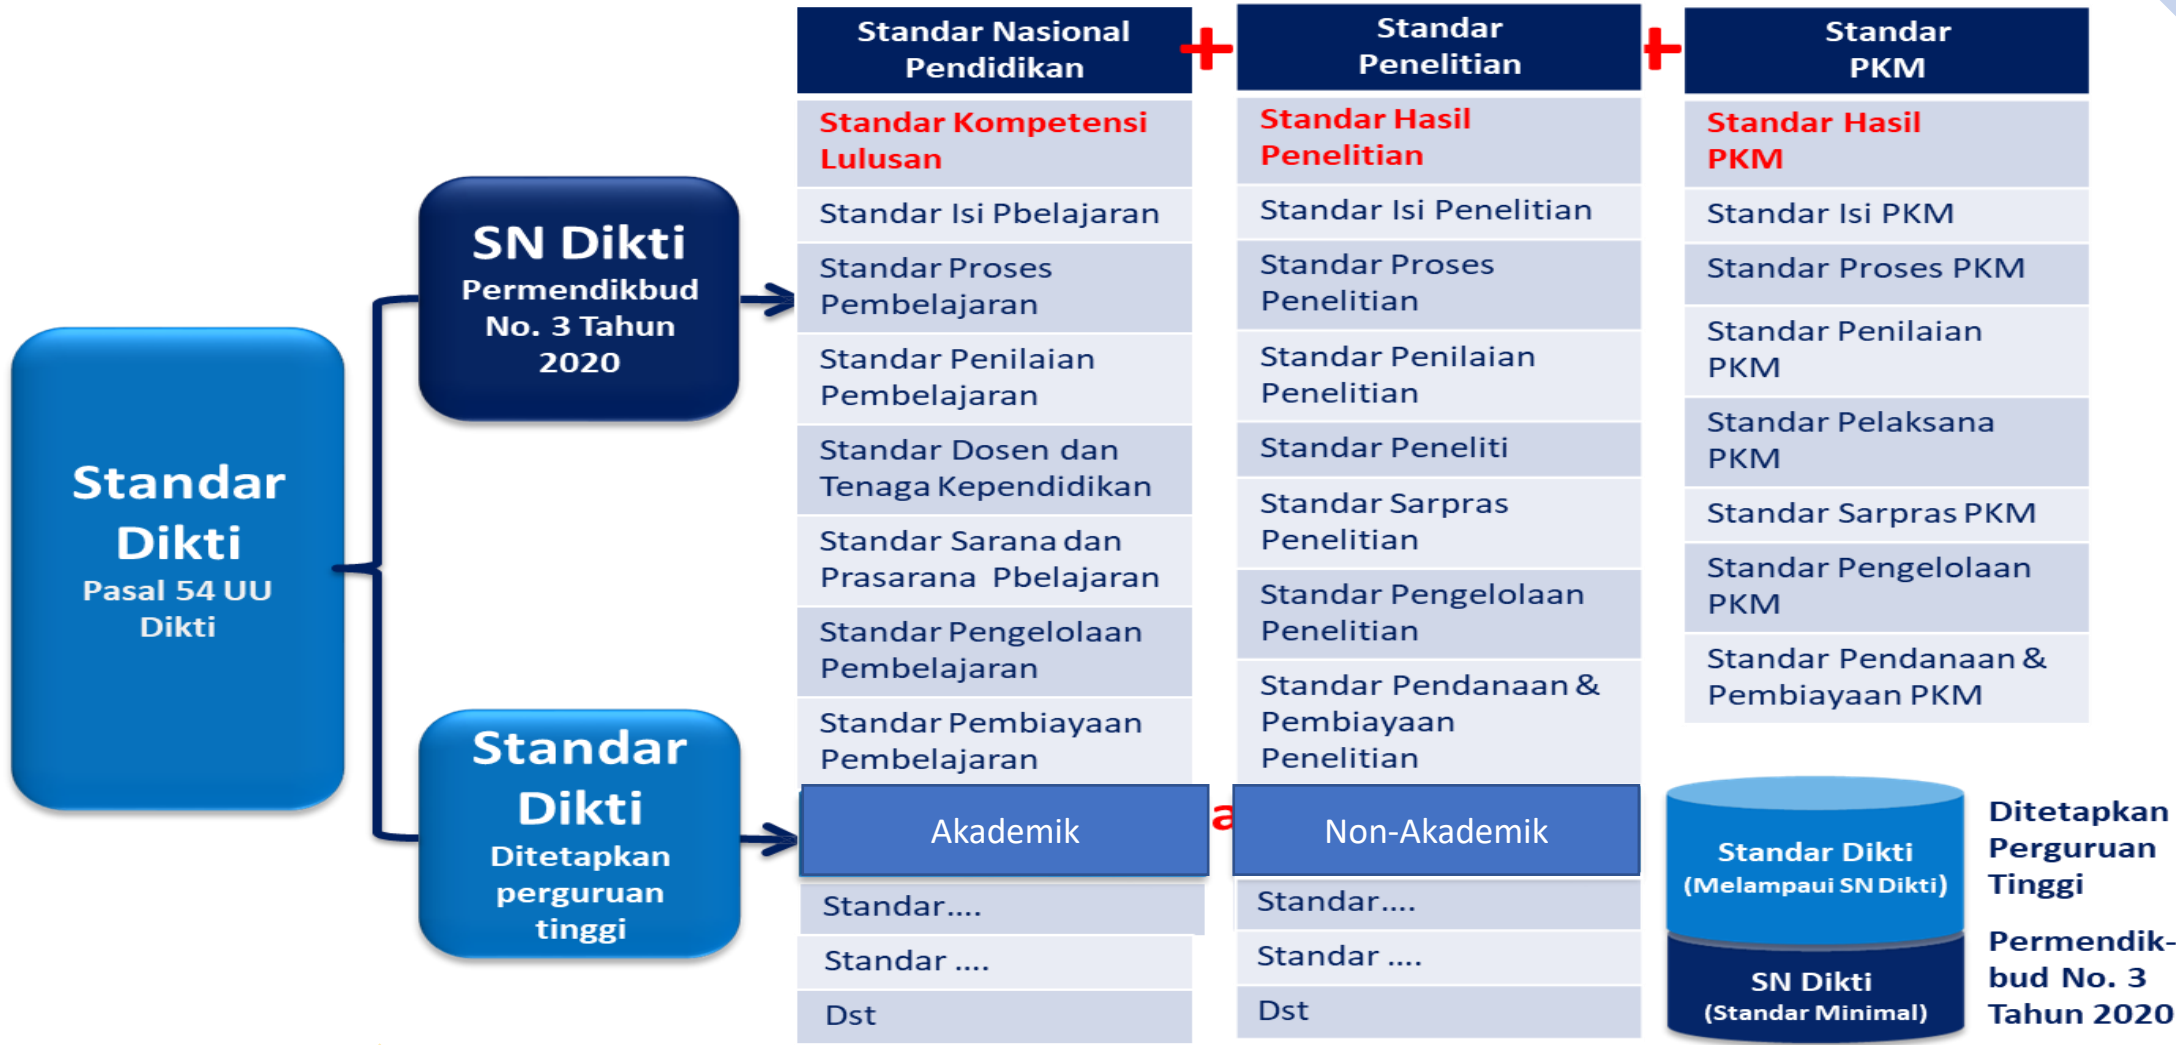 Standar
Dikti
Pasal 54 UU
Dikti
SN Dikti
Permendikbud
No. 3 Tahun
2020
Standar
Dikti
Ditetapkan
perguruan
tinggi
Standar Nasional
Pendidikan
Standar Kompetensi
Lulusan
Standar Isi Pbelajaran
Standar Proses
Pembelajaran
Standar Penilaian
Pembelajaran
Standar Dosen dan
Tenaga Kependidikan
Standar Sarana dan
Prasarana Pbelajaran
Standar Pengelolaan
Pembelajaran
Standar Pembiayaan
Pembelajaran
+
Standar
Penelitian
Standar Hasil
Penelitian
Standar Isi Penelitian
Standar Proses
Penelitian
Standar Penilaian
Penelitian
Standar Peneliti
Standar Sarpras
Penelitian
Standar Pengelolaan
Penelitian
Standar Pendanaan &
Pembiayaan
Penelitian
+
Standar
PKM
Standar Hasil
PKM
Standar Isi PKM
Standar Proses PKM
Standar Penilaian
PKM
Standar Pelaksana
PKM
Standar Sarpras PKM
Standar Pengelolaan
PKM
Standar Pendanaan &
Pembiayaan PKM
Akademik
Standar....
Standar ....
Dst
Non-Akademik
Standar....
Standar ....
Dst
Standar Dikti
(Melampaui SN Dikti)
SN Dikti
(Standar Minimal)
Ditetapkan
Perguruan
Tinggi
Permendik-
bud No. 3
Tahun 2020